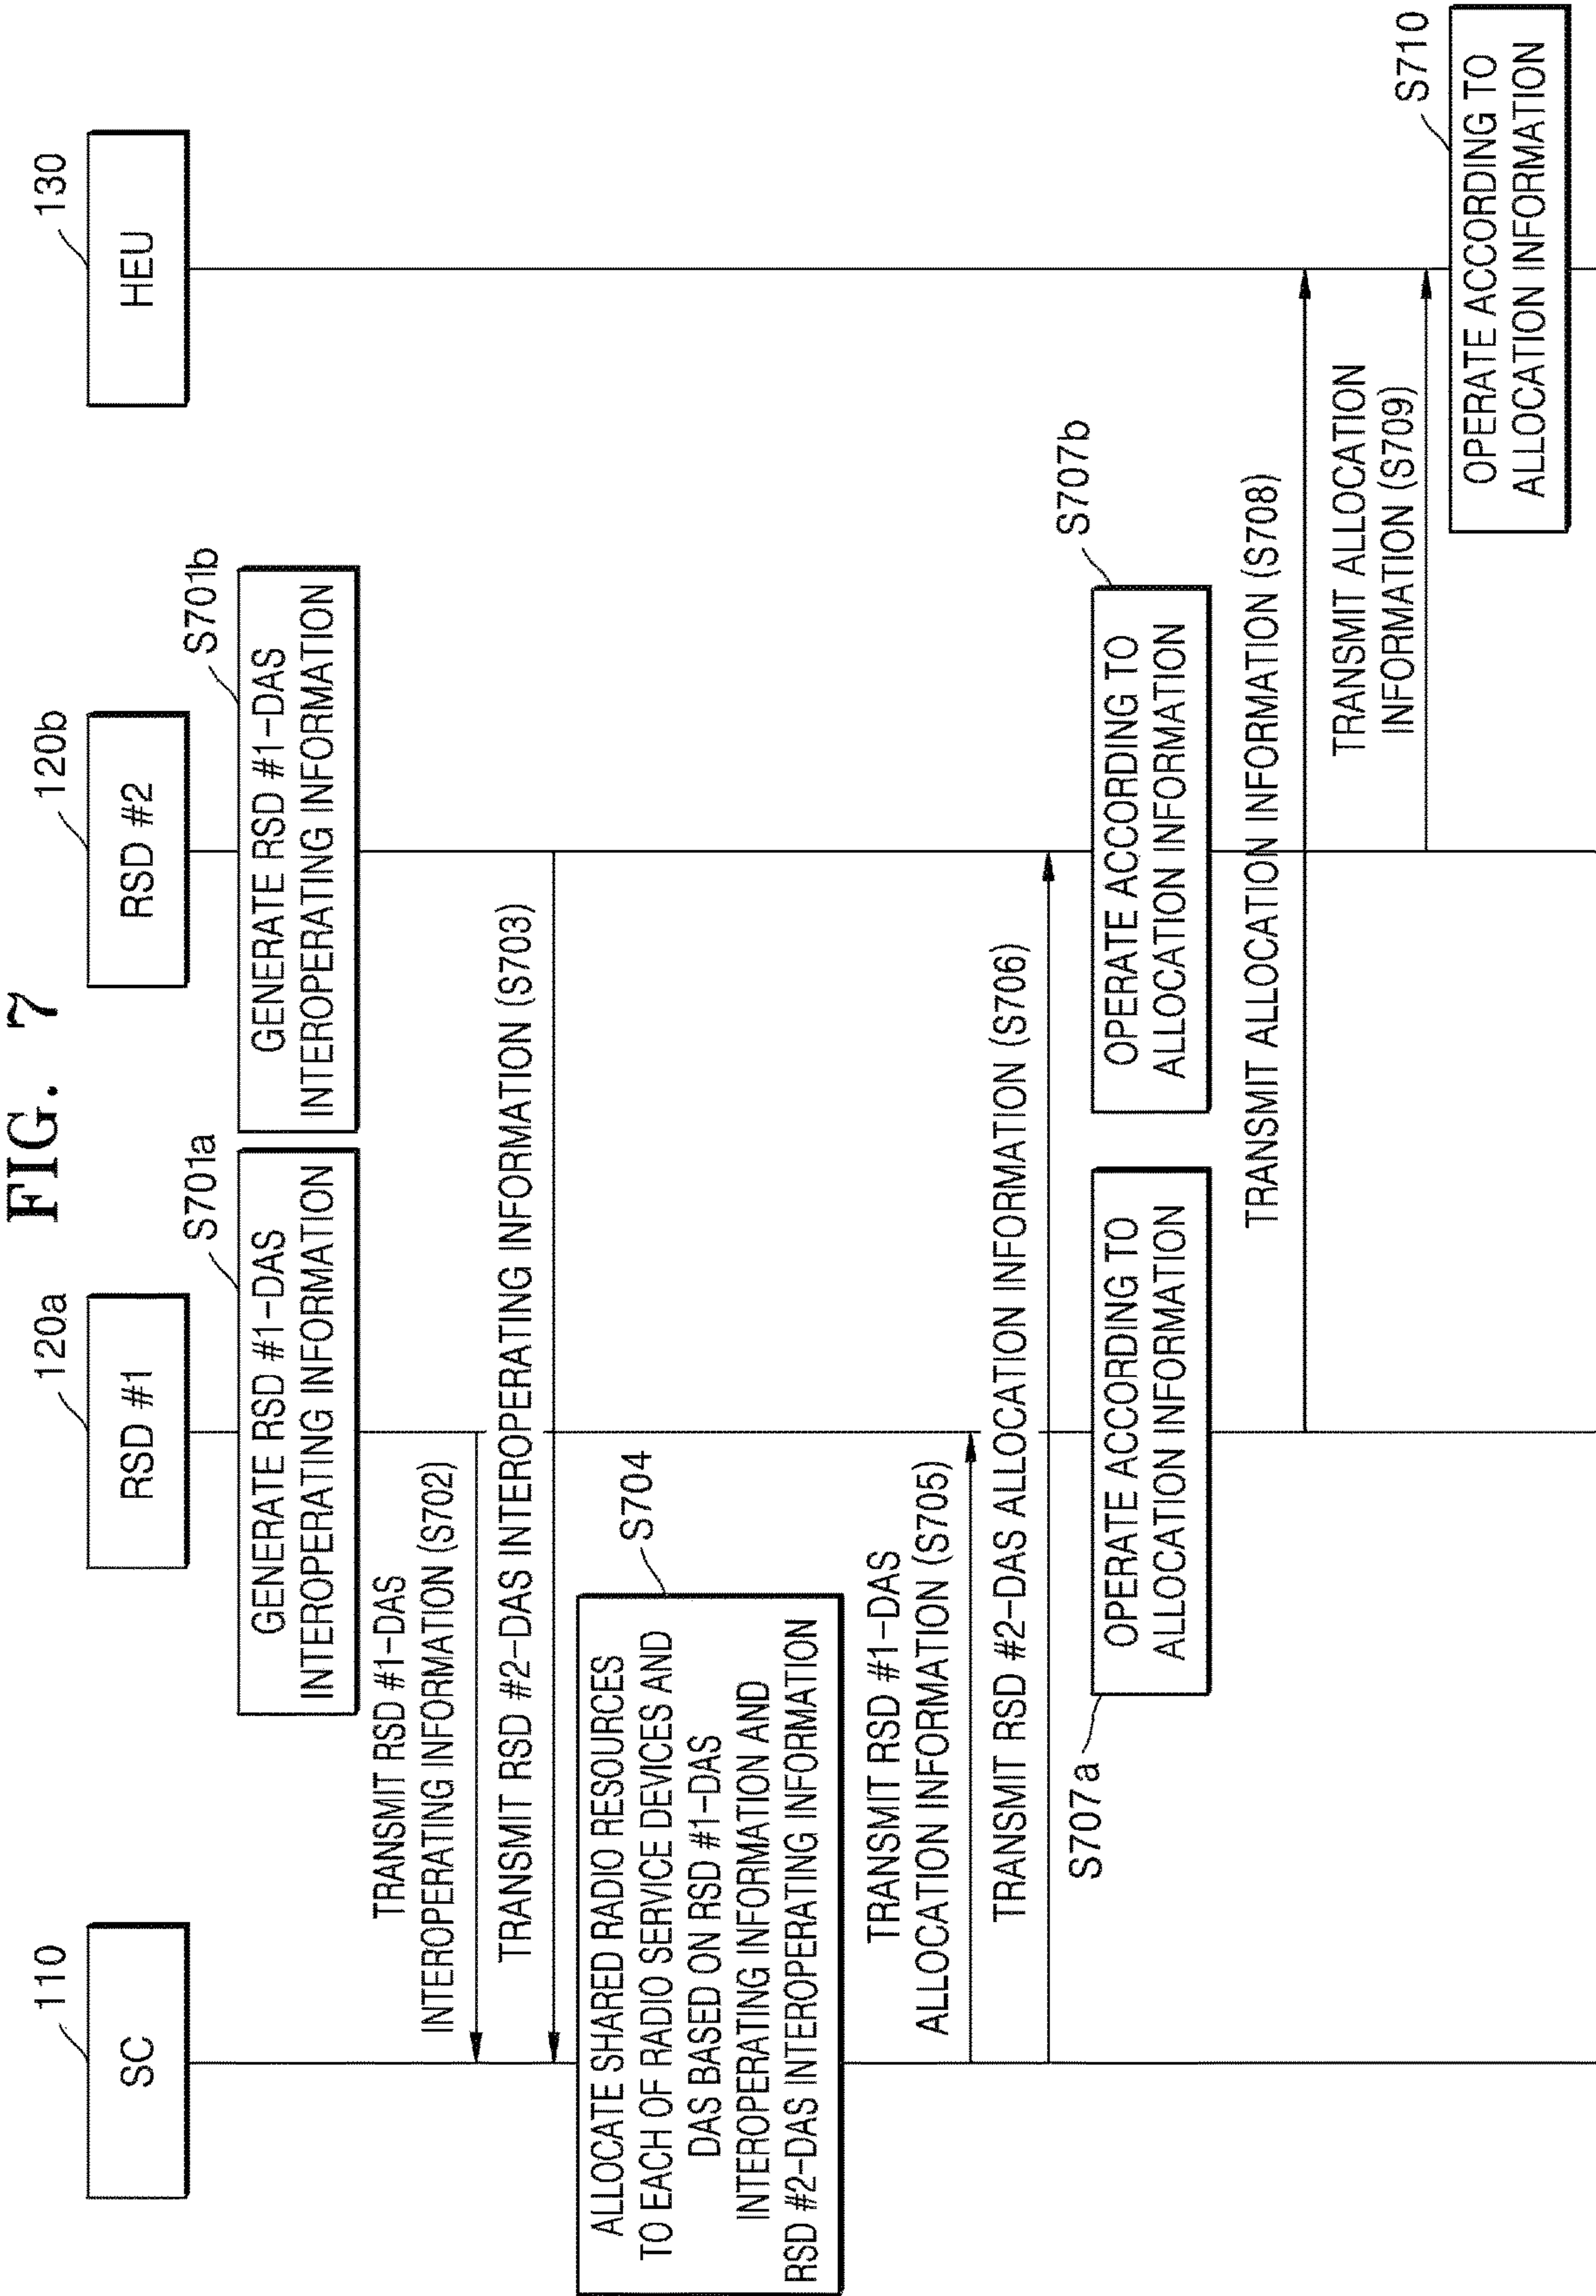 FIG. 7
110
SC
120a
RSD #1
120b
RSD #2
130
HEU
S701a
GENERATE RSD #1-DAS
INTEROPERATING INFORMATION
S701b
GENERATE RSD #1-DAS
INTEROPERATING INFORMATION
TRANSMIT RSD #1-DAS
INTEROPERATING INFORMATION (S702)
TRANSMIT RSD #2-DAS INTEROPERATING INFORMATION (S703)
S704
ALLOCATE SHARED RADIO RESOURCES
TO EACH OF RADIO SERVICE DEVICES AND
DAS BASED ON RSD #1-DAS
INTEROPERATING INFORMATION AND
RSD #2-DAS INTEROPERATING INFORMATION
TRANSMIT RSD #1-DAS
ALLOCATION INFORMATION (S705)
TRANSMIT RSD #2-DAS ALLOCATION INFORMATION (S706)
S707a
OPERATE ACCORDING TO
ALLOCATION INFORMATION
S707b
OPERATE ACCORDING TO
ALLOCATION INFORMATION
TRANSMIT ALLOCATION INFORMATION (S708)
TRANSMIT ALLOCATION
INFORMATION (S709)
S710
OPERATE ACCORDING TO
ALLOCATION INFORMATION